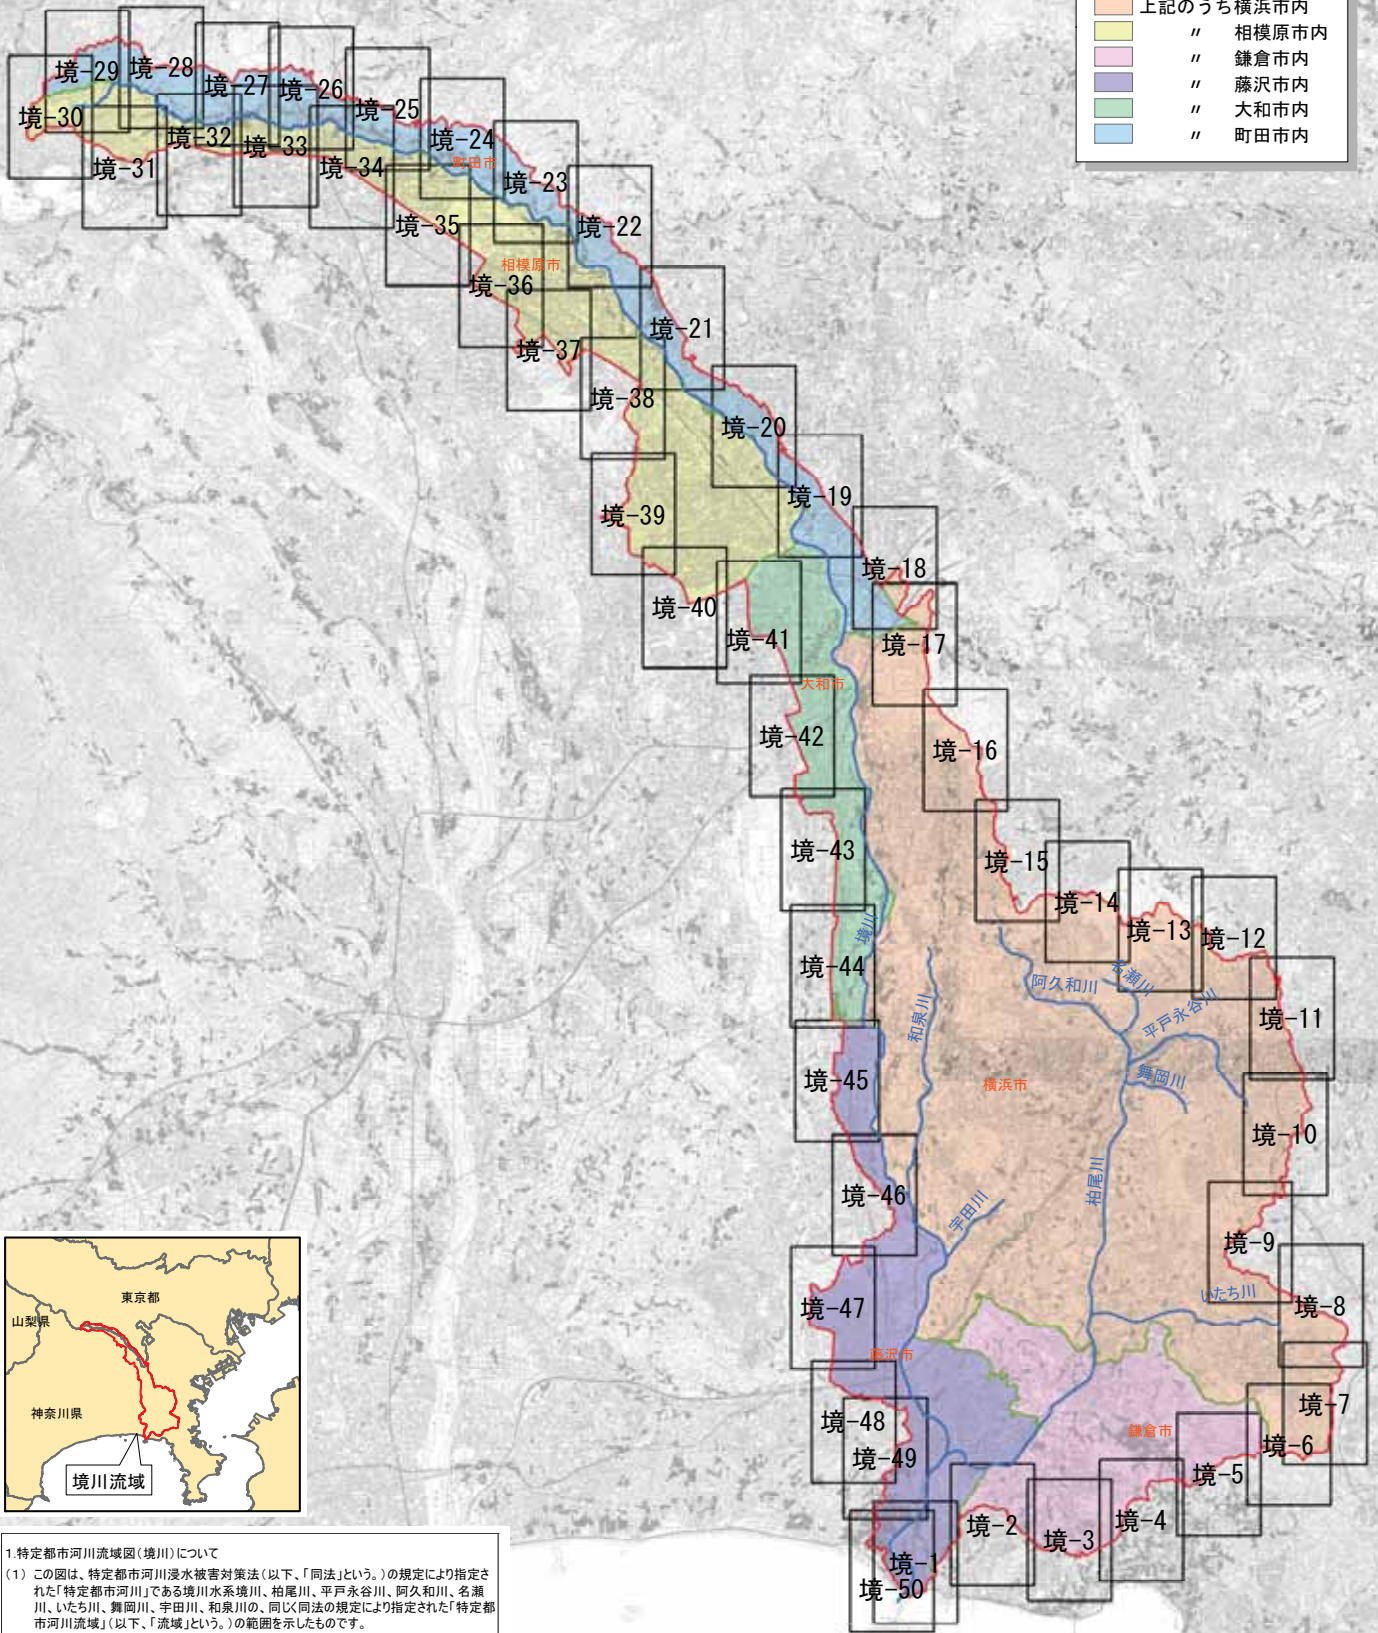 上記のうち横浜市内
〃 相模原市内
〃 鎌倉市内
〃 藤沢市内
〃 大和市内
〃 町田市内
境-29
境-28
境-27
境-26
境-25
境-30
境-32
境-33
境-31
境-34
境-24
町田市
境-23
境-35
境-22
相模原市
境-36
境-21
境-37
境-38
境-20
境-19
境-39
境-18
境-40
境-41
境-17
大和市
境-42
境-16
境-43
境-15
境-14
境-13
境-12
境川
境-44
阿久和川
名瀬川
平戸永谷川
和泉川
境-11
境-45
舞岡川
横浜市
境-10
柏尾川
境-46
宇田川
境-9
いたち川
境-8
境-47
藤沢市
境-7
境-48
鎌倉市
境-49
境-6
境-5
境-4
境-2
境-3
境-1
境-50
東京都
山梨県
神奈川県
境川流域
1.特定都市河川流域図(境川)について
(1) この図は、特定都市河川浸水被害対策法(以下、「同法」という。)の規定により指定さ
れた「特定都市河川」である境川水系境川、柏尾川、平戸永谷川、阿久和川、名瀬
川、いたち川、舞岡川、宇田川、和泉川の、同じく同法の規定により指定された「特定都
市河川流域」(以下、「流域」という。)の範囲を示したものです。